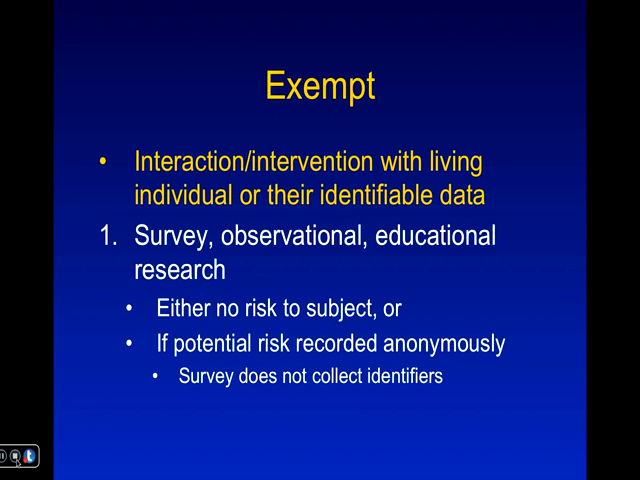 Exempt
• Interaction/intervention with living
individual or their identifiable data
1. Survey, observational, educational
research
• Either no risk to subject, or
• If potential risk recorded anonymously
• Survey does not collect identifiers